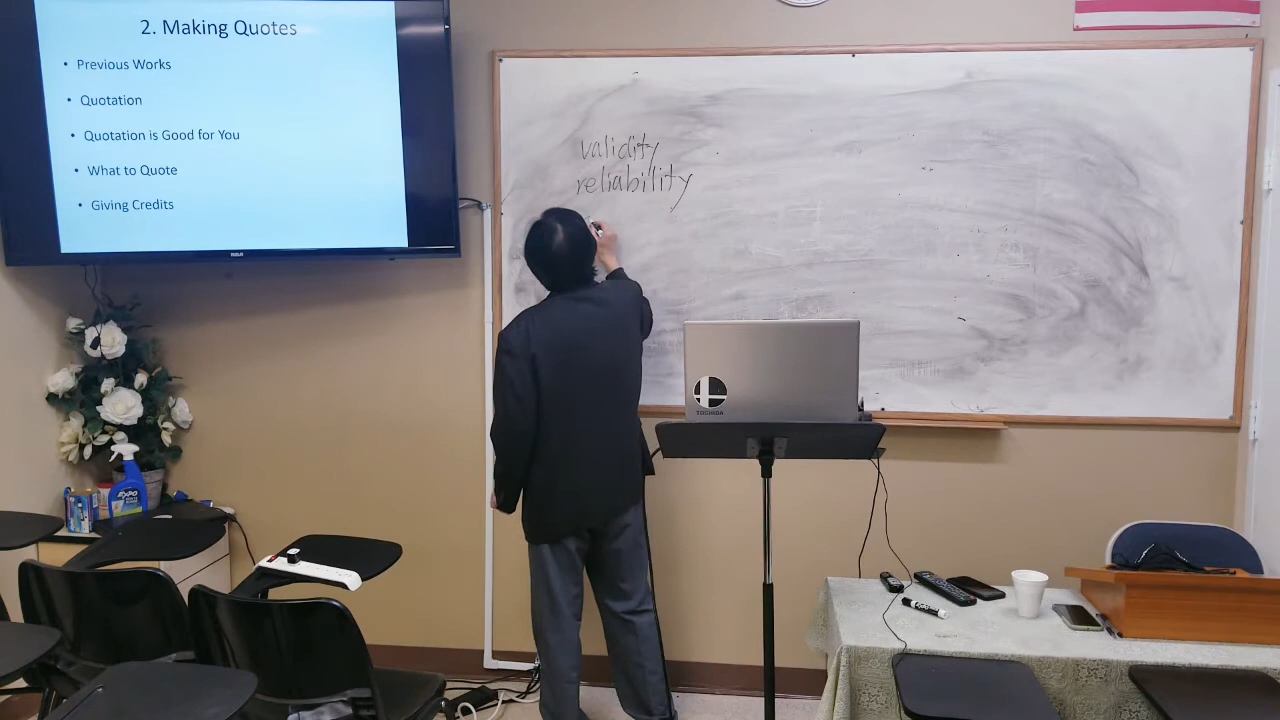 2. Making Quotes
• Previous Works
• Quotation
• Quotation is Good for You
• What to Quote
• Giving Credits
validity
reliability
RCA
TOSHIBA
EXPO